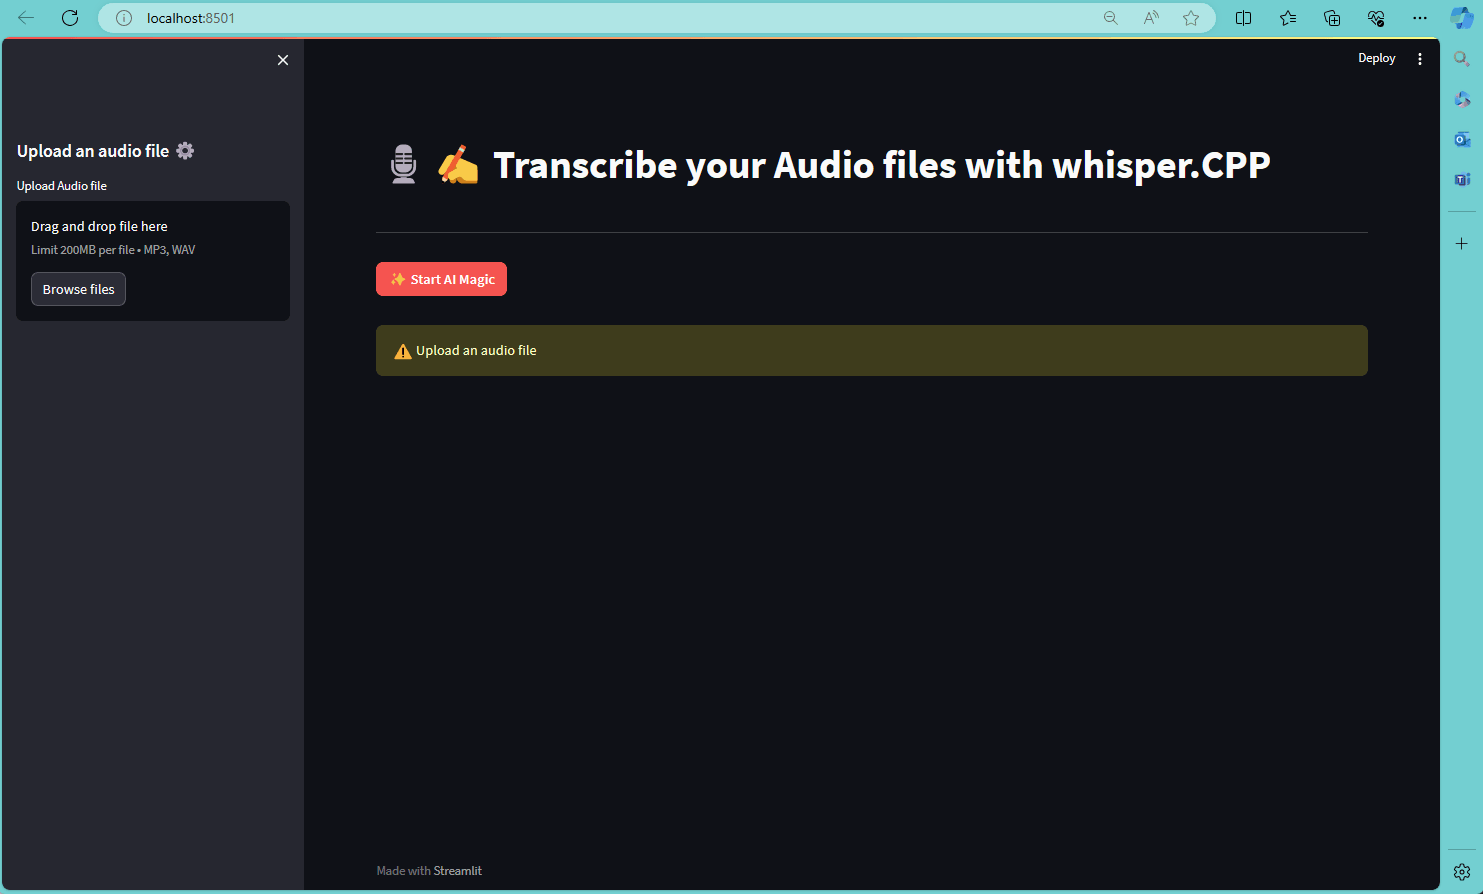 localhost:8501
Deploy
Upload an audio file
Upload Audio file
Drag and drop file here
Limit 200MB per file • MP3, WAV
Browse files
Transcribe your Audio files with whisper.CPP
✨ Start AI Magic
⚠️ Upload an audio file
Made with Streamlit